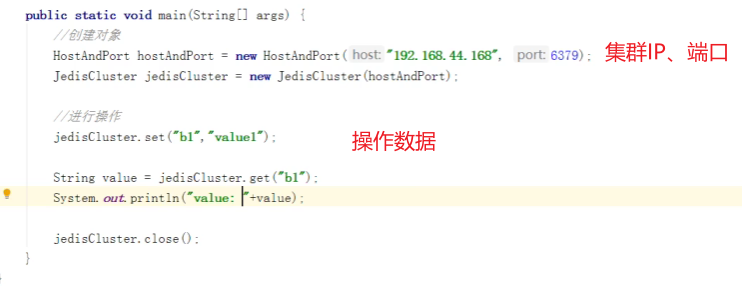 public static void main(String[] args) {
//创建对象
HostAndPort hostAndPort = new HostAndPort( host: "192.168.44.168", port: 6379); 集群IP、端口
JedisCluster jedisCluster = new JedisCluster(hostAndPort);
//进行操作
jedisCluster.set("b1","value1");
操作数据
String value = jedisCluster.get("b1");
System.out.println("value: "+value);
jedisCluster.close();
}
}